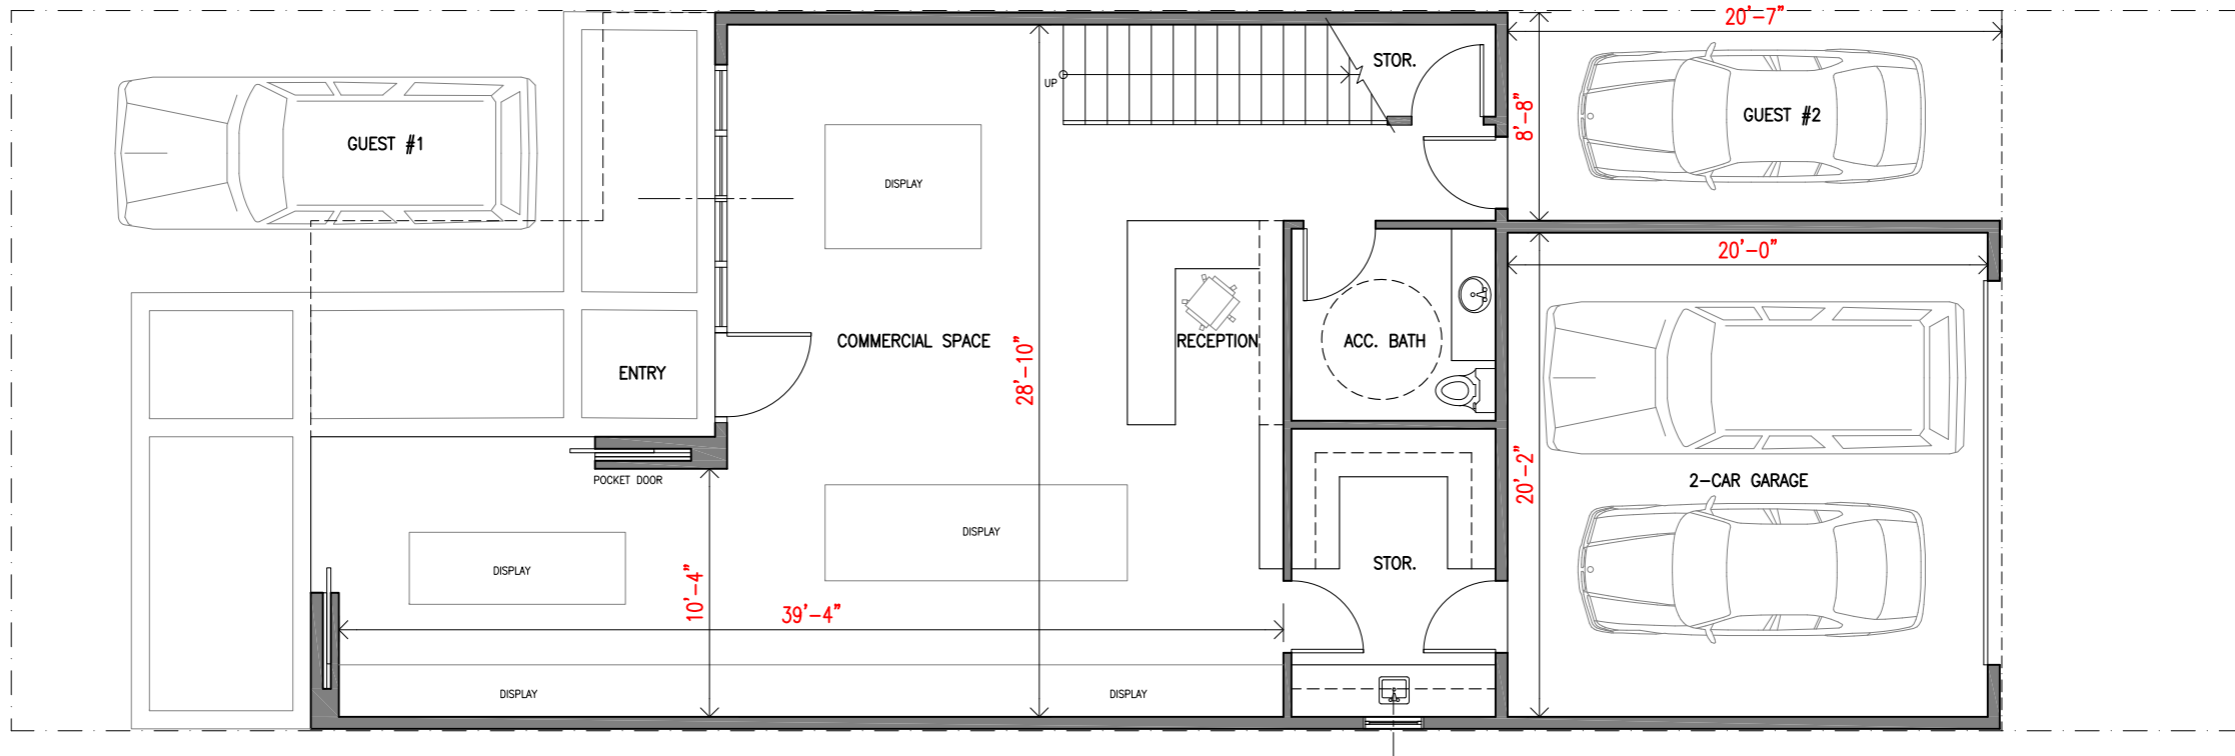 20'-7"
STOR.
UP
8'-8"
GUEST #2
GUEST #1
DISPLAY
20'-0"
COMMERCIAL SPACE
28'-10"
RECEPTION
ACC. BATH
ENTRY
POCKET DOOR
20'-2"
2-CAR GARAGE
DISPLAY
DISPLAY
STOR.
10'-4"
39'-4"
DISPLAY
DISPLAY